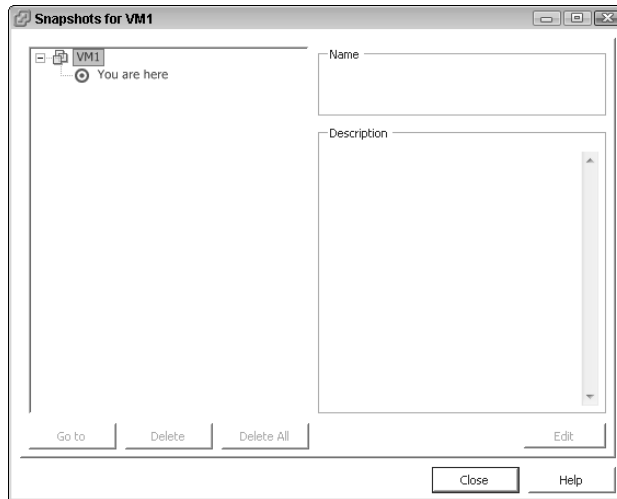 Snapshots for VM1
VM1
You are here
Name
Description
Go to
Delete
Delete All
Edit
Close
Help